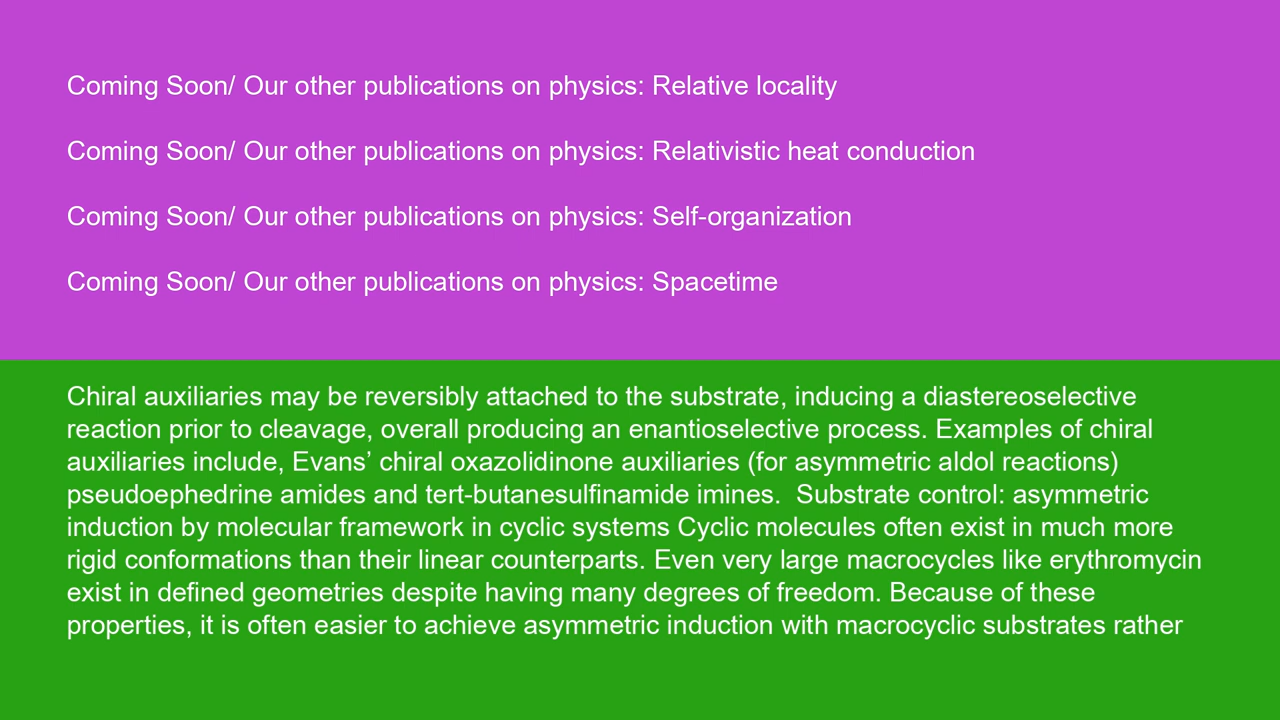 Coming Soon/ Our other publications on physics: Relative locality
Coming Soon/ Our other publications on physics: Relativistic heat conduction
Coming Soon/ Our other publications on physics: Self-organization
Coming Soon/ Our other publications on physics: Spacetime
Chiral auxiliaries may be reversibly attached to the substrate, inducing a diastereoselective
reaction prior to cleavage, overall producing an enantioselective process. Examples of chiral
auxiliaries include, Evans’ chiral oxazolidinone auxiliaries (for asymmetric aldol reactions)
pseudoephedrine amides and tert-butanesulfinamide imines.  Substrate control: asymmetric
induction by molecular framework in cyclic systems Cyclic molecules often exist in much more
rigid conformations than their linear counterparts. Even very large macrocycles like erythromycin
exist in defined geometries despite having many degrees of freedom. Because of these
properties, it is often easier to achieve asymmetric induction with macrocyclic substrates rather